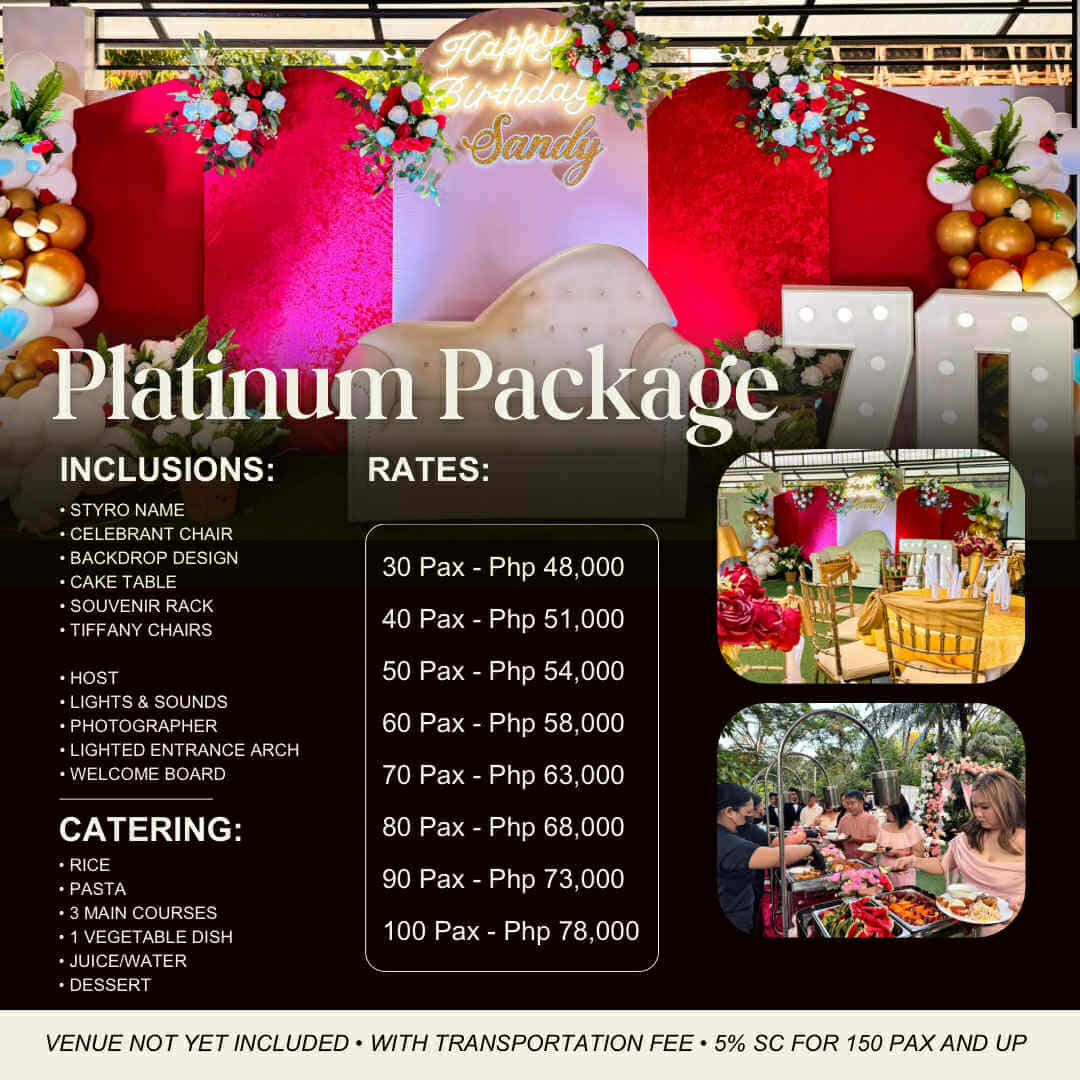 Happy
Birthday
Sandy
70
Platinum Package
INCLUSIONS:
• STYRO NAME
• CELEBRANT CHAIR
• BACKDROP DESIGN
• CAKE TABLE
• SOUVENIR RACK
• TIFFANY CHAIRS
• HOST
• LIGHTS & SOUNDS
• PHOTOGRAPHER
• LIGHTED ENTRANCE ARCH
• WELCOME BOARD
CATERING:
• RICE
• PASTA
• 3 MAIN COURSES
• 1 VEGETABLE DISH
• JUICE/WATER
• DESSERT
RATES:
30 Pax - Php 48,000
40 Pax - Php 51,000
50 Pax - Php 54,000
60 Pax - Php 58,000
70 Pax - Php 63,000
80 Pax - Php 68,000
90 Pax - Php 73,000
100 Pax - Php 78,000
Happy
Birthday
Sandy
70
VENUE NOT YET INCLUDED • WITH TRANSPORTATION FEE • 5% SC FOR 150 PAX AND UP